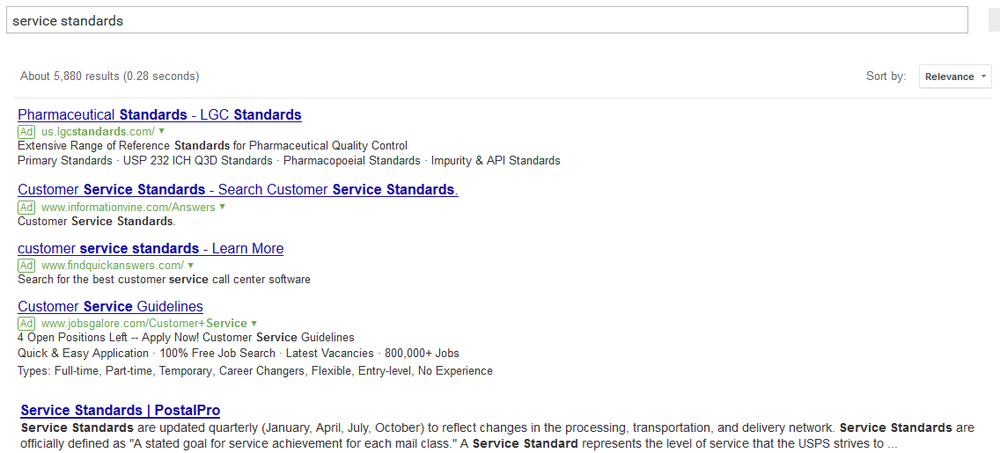 service standards
About 5,880 results (0.28 seconds)
Sort by:
Relevance
Pharmaceutical Standards - LGC Standards
Ad us.lgcstandards.com/
Extensive Range of Reference Standards for Pharmaceutical Quality Control
Primary Standards · USP 232 ICH Q3D Standards · Pharmacopoeial Standards · Impurity & API Standards
Customer Service Standards - Search Customer Service Standards.
Ad www.informationvine.com/Answers
Customer Service Standards.
customer service standards - Learn More
Ad www.findquickanswers.com/
Search for the best customer service call center software
Customer Service Guidelines
Ad www.jobsgalore.com/Customer+Service
4 Open Positions Left -- Apply Now! Customer Service Guidelines
Quick & Easy Application · 100% Free Job Search · Latest Vacancies · 800,000+ Jobs
Types: Full-time, Part-time, Temporary, Career Changers, Flexible, Entry-level, No Experience
Service Standards | PostalPro
Service Standards are updated quarterly (January, April, July, October) to reflect changes in the processing, transportation, and delivery network. Service Standards are
officially defined as "A stated goal for service achievement for each mail class." A Service Standard represents the level of service that the USPS strives to ...